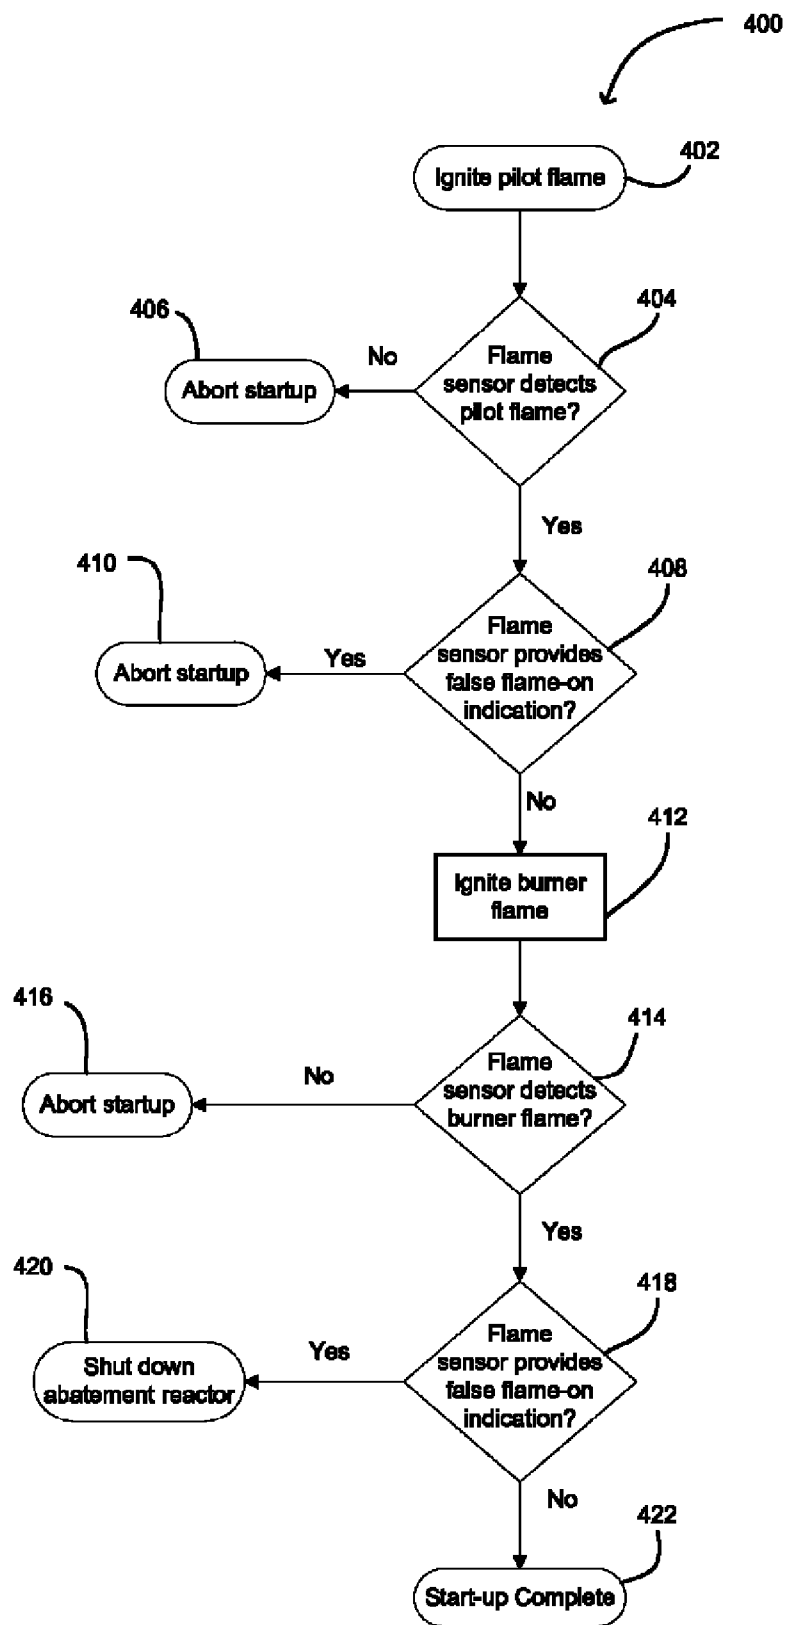 400
Ignite pilot flame
402
406
404
No
Flame
sensor detects
pilot flame?
Abort startup
Yes
410
408
Flame
sensor provides
false flame-on
indication?
Yes
Abort startup
No
412
Ignite burner
flame
416
414
Flame
sensor detects
burner flame?
No
Abort startup
Yes
420
418
Flame
sensor provides
false flame-on
indication?
Yes
Shut down
abatement reactor
No
422
Start-up Complete